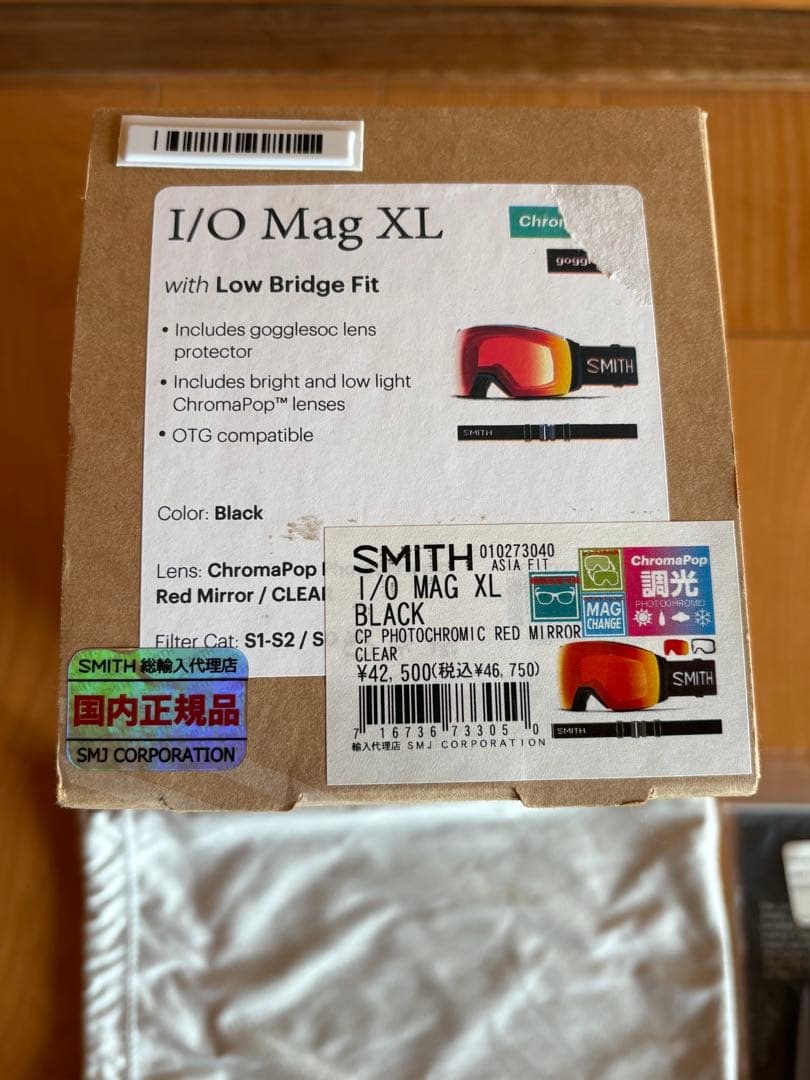 I/O Mag XL
with Low Bridge Fit
• Includes gogglesoc lens
protector
• Includes bright and low light
ChromaPop™ lenses
• OTG compatible
SMITH
SMITH
Color: Black
Lens: ChromaPop
Red Mirror / CLEA
Filter Cat: S1-S2 / S
SMITH 総輸入代理店
国内正規品
SMJ CORPORATION
SMITH 010273040
ASIA FIT
I/O MAG XL
BLACK
CP PHOTOCHROMIC RED MIRROR
CLEAR
¥42,500(税込¥46,750)
MAG
CHANGE
ChromaPop
調光
PHOTOCHROMIC
SMITH
SMITH
7 16736 73305 0
輸入代理店 SMJ CORPORATION